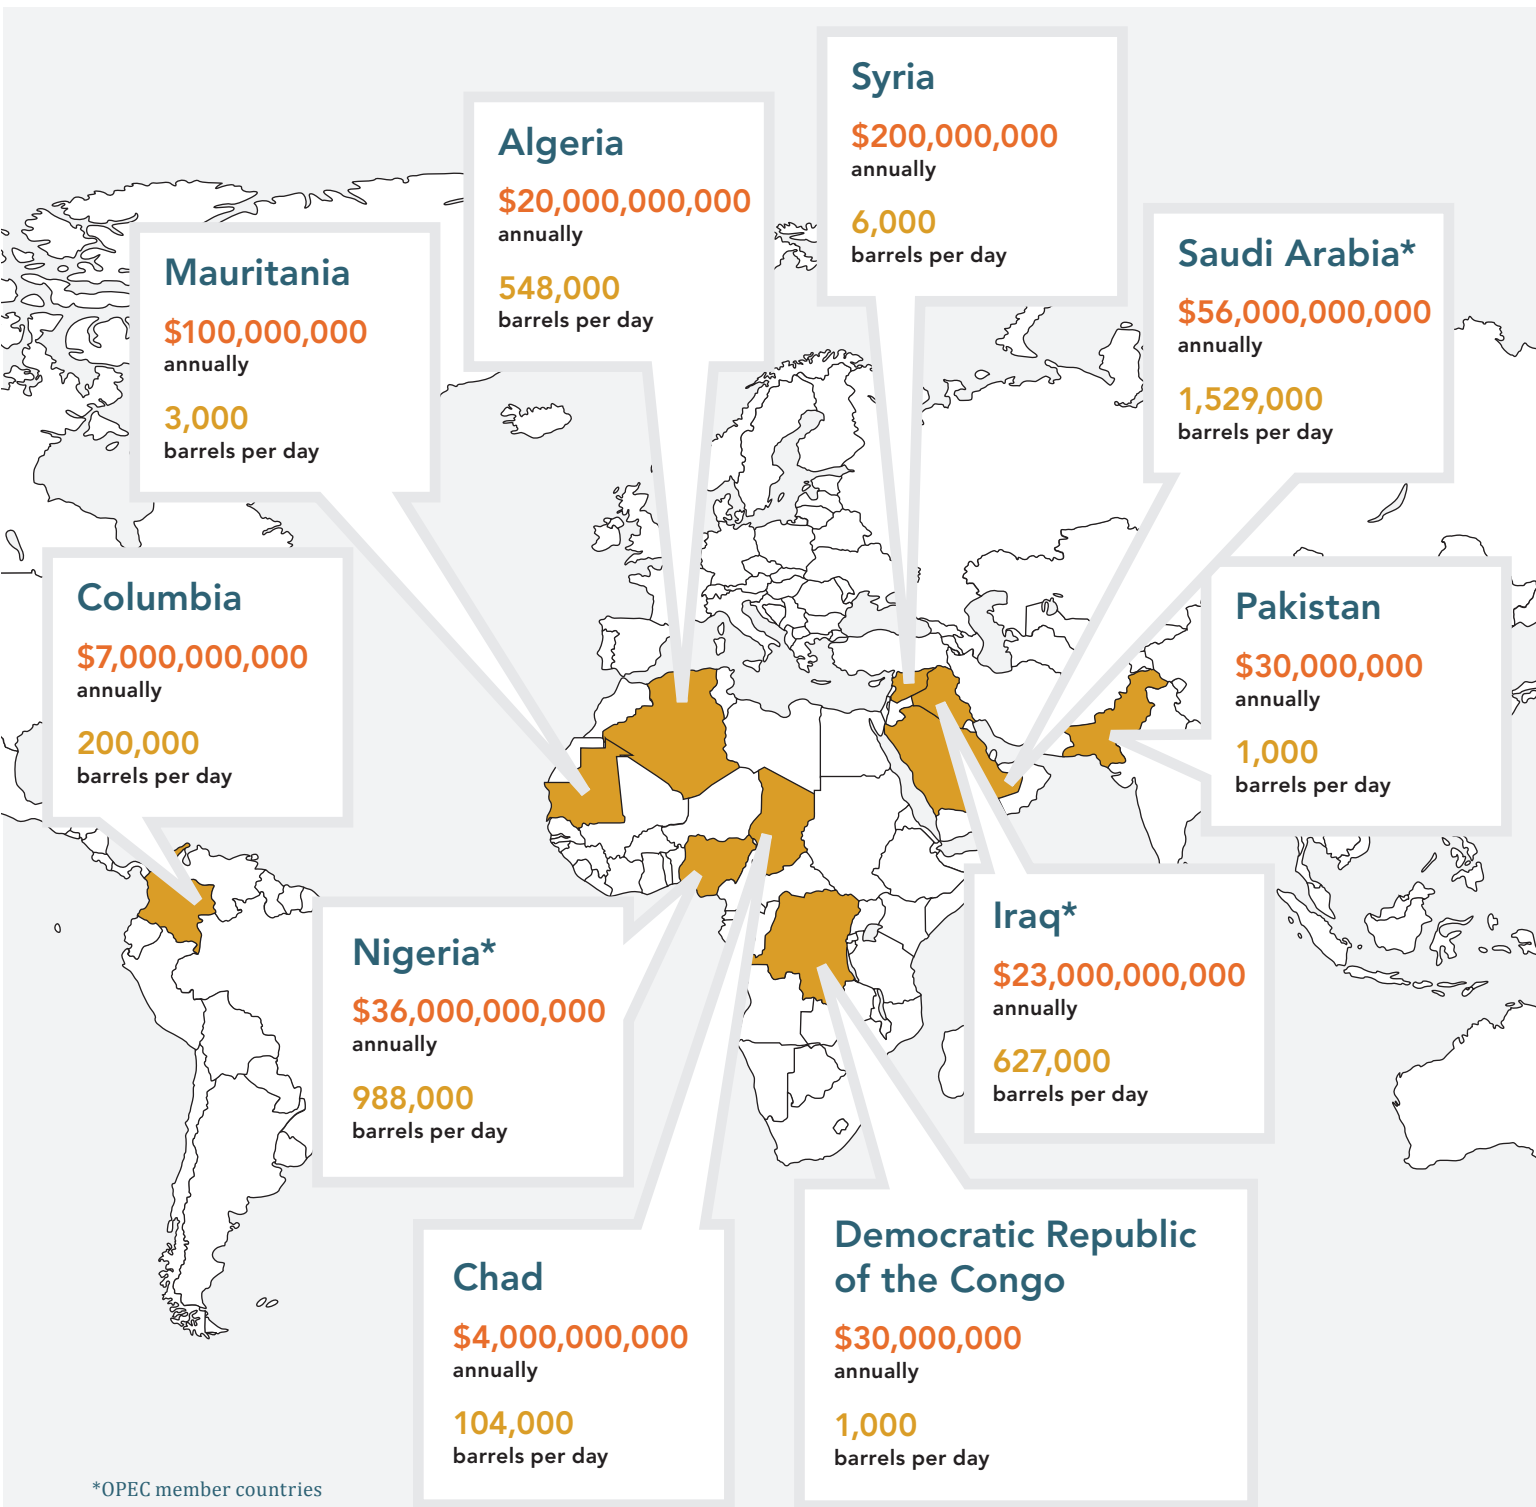 Syria
$200,000,000
annually
6,000
barrels per day
Algeria
$20,000,000,000
annually
548,000
barrels per day
Saudi Arabia*
$56,000,000,000
annually
1,529,000
barrels per day
Mauritania
$100,000,000
annually
3,000
barrels per day
Columbia
$7,000,000,000
annually
200,000
barrels per day
Pakistan
$30,000,000
annually
1,000
barrels per day
Nigeria*
$36,000,000,000
annually
988,000
barrels per day
Iraq*
$23,000,000,000
annually
627,000
barrels per day
Chad
$4,000,000,000
annually
104,000
barrels per day
Democratic Republic
of the Congo
$30,000,000
annually
1,000
barrels per day
*OPEC member countries